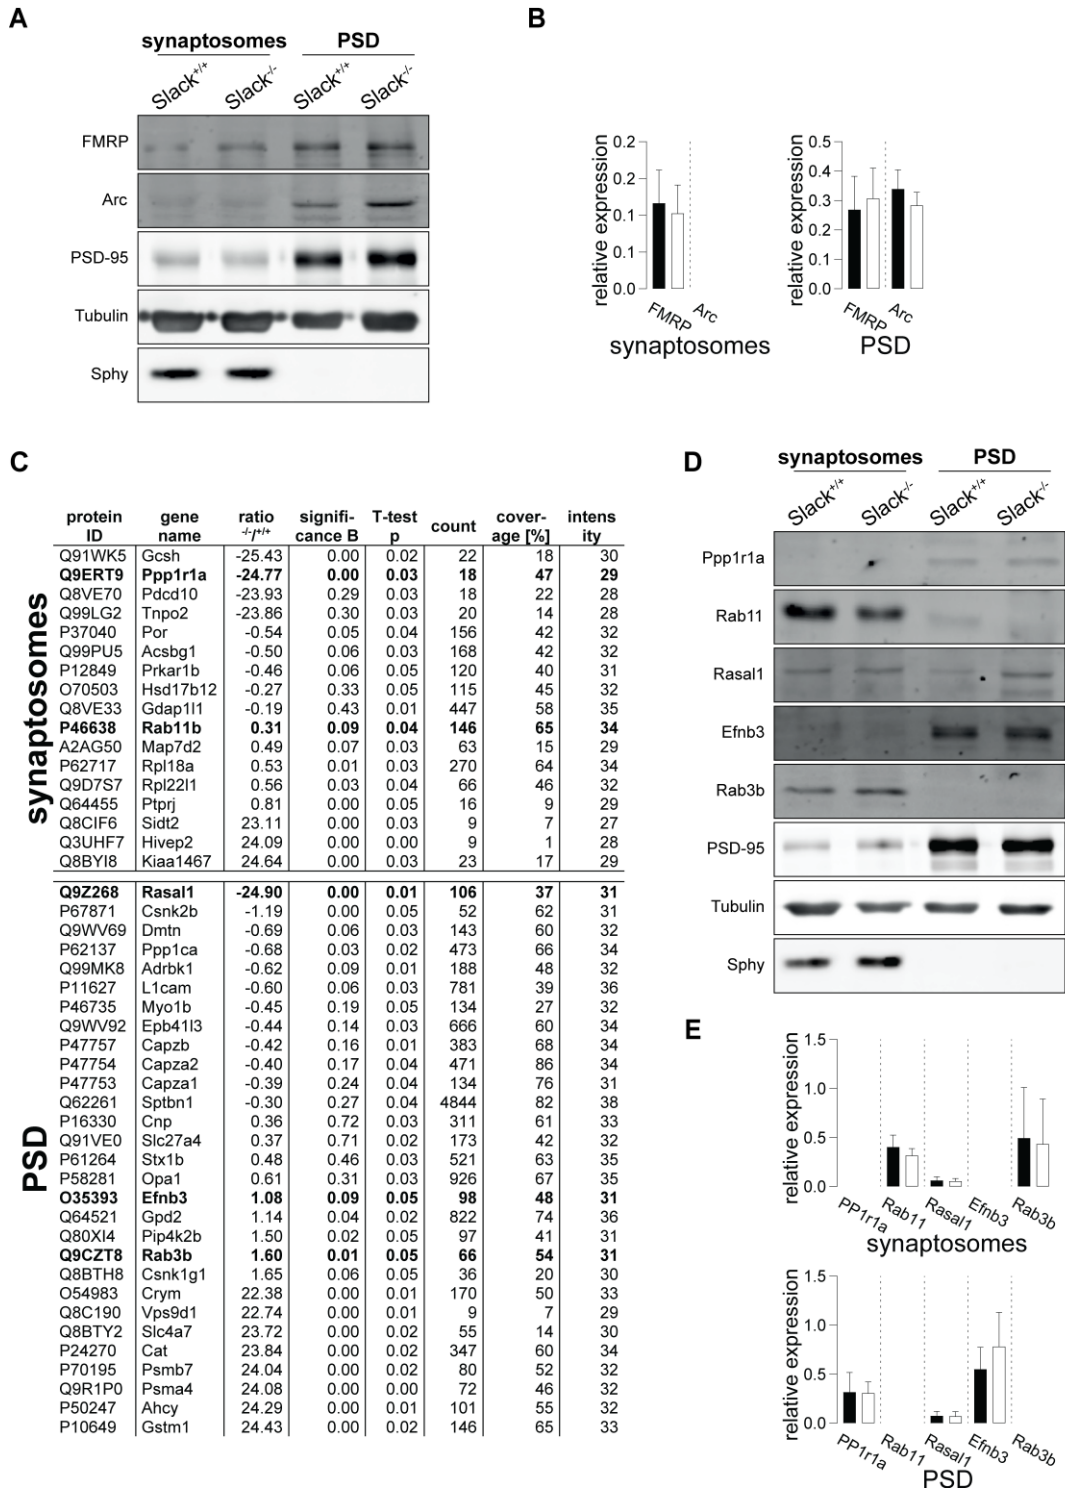 A
synaptosomes PSD
Slack+/+ Slack-/- Slack+/+ Slack-/-
FMRP
Arc
PSD-95
Tubulin
Sphy
B
relative expression
0.2
0.2
0.1
0.1
0.0
FMRP Arc
synaptosomes
relative expression
0.5
0.4
0.3
0.2
0.1
0.0
FMRP Arc
PSD
C
protein gene ratio signifi- T-test count cover- intens
ID name -/-/+/+ cance B p age [%] ity
synaptosomes
Q91WK5 Gcsh -25.43 0.00 0.02 22 18 30
Q9ERT9 Ppp1r1a -24.77 0.00 0.03 18 47 29
Q8VE70 Pdcd10 -23.93 0.29 0.03 18 22 28
Q99LG2 Tnpo2 -23.86 0.30 0.03 20 14 28
P37040 Por -0.54 0.05 0.04 156 42 32
Q99PU5 Acsbg1 -0.50 0.06 0.03 168 42 32
P12849 Prkar1b -0.46 0.06 0.05 120 40 31
O70503 Hsd17b12 -0.27 0.33 0.05 115 45 32
Q8VE33 Gdap1l1 -0.19 0.43 0.01 447 58 35
P46638 Rab11b 0.31 0.09 0.04 146 65 34
A2AG50 Map7d2 0.49 0.07 0.03 63 15 29
P62717 Rpl18a 0.53 0.01 0.03 270 64 34
Q9D7S7 Rpl22l1 0.56 0.03 0.04 66 46 32
Q64455 Ptprj 0.81 0.00 0.05 16 9 29
Q8CIF6 Sidt2 23.11 0.00 0.03 9 7 27
Q3UHF7 Hivep2 24.09 0.00 0.00 9 1 28
Q8BYI8 Kiaa1467 24.64 0.00 0.03 23 17 29
PSD
Q9Z268 Rasal1 -24.90 0.00 0.01 106 37 31
P67871 Csnk2b -1.19 0.00 0.05 52 62 31
Q9WV69 Dmtn -0.69 0.06 0.03 143 60 32
P62137 Ppp1ca -0.68 0.03 0.02 473 66 34
Q99MK8 Adrbk1 -0.62 0.09 0.01 188 48 32
P11627 L1cam -0.60 0.06 0.03 781 39 36
P46735 Myo1b -0.45 0.19 0.05 134 27 32
Q9WV92 Epb41l3 -0.44 0.14 0.03 666 60 34
P47757 Capzb -0.42 0.16 0.01 383 68 34
P47754 Capza2 -0.40 0.17 0.04 471 86 34
P47753 Capza1 -0.39 0.24 0.04 134 76 31
Q62261 Sptbn1 -0.30 0.27 0.04 4844 82 38
P16330 Cnp 0.36 0.72 0.03 311 61 33
Q91VE0 Slc27a4 0.37 0.71 0.02 173 42 32
P61264 Stx1b 0.48 0.46 0.03 521 63 35
P58281 Opa1 0.61 0.31 0.03 926 67 35
O35393 Efnb3 1.08 0.09 0.05 98 48 31
Q64521 Gpd2 1.14 0.04 0.02 822 74 36
Q80XI4 Pip4k2b 1.50 0.02 0.05 97 41 31
Q9CZT8 Rab3b 1.60 0.01 0.05 66 54 31
Q8BTH8 Csnk1g1 1.65 0.06 0.05 36 20 30
O54983 Crym 22.38 0.00 0.01 170 50 33
Q8C190 Vps9d1 22.74 0.00 0.01 9 7 29
Q8BTY2 Slc4a7 23.72 0.00 0.02 55 14 30
P24270 Cat 23.84 0.00 0.02 347 60 34
P70195 Psmb7 24.04 0.00 0.02 80 52 32
Q9R1P0 Psma4 24.08 0.00 0.00 72 46 32
P50247 Ahcy 24.29 0.00 0.01 101 55 32
P10649 Gstm1 24.43 0.00 0.02 146 65 33
D
synaptosomes PSD
Slack+/+ Slack-/- Slack+/+ Slack-/-
Ppp1r1a
Rab11
Rasal1
Efnb3
Rab3b
PSD-95
Tubulin
Sphy
E
relative expression
1.5
1.0
0.5
0.0
PP1r1a Rab11 Rasal1 Efnb3 Rab3b
synaptosomes
relative expression
1.5
1.0
0.5
0.0
PP1r1a Rab11 Rasal1 Efnb3 Rab3b
PSD